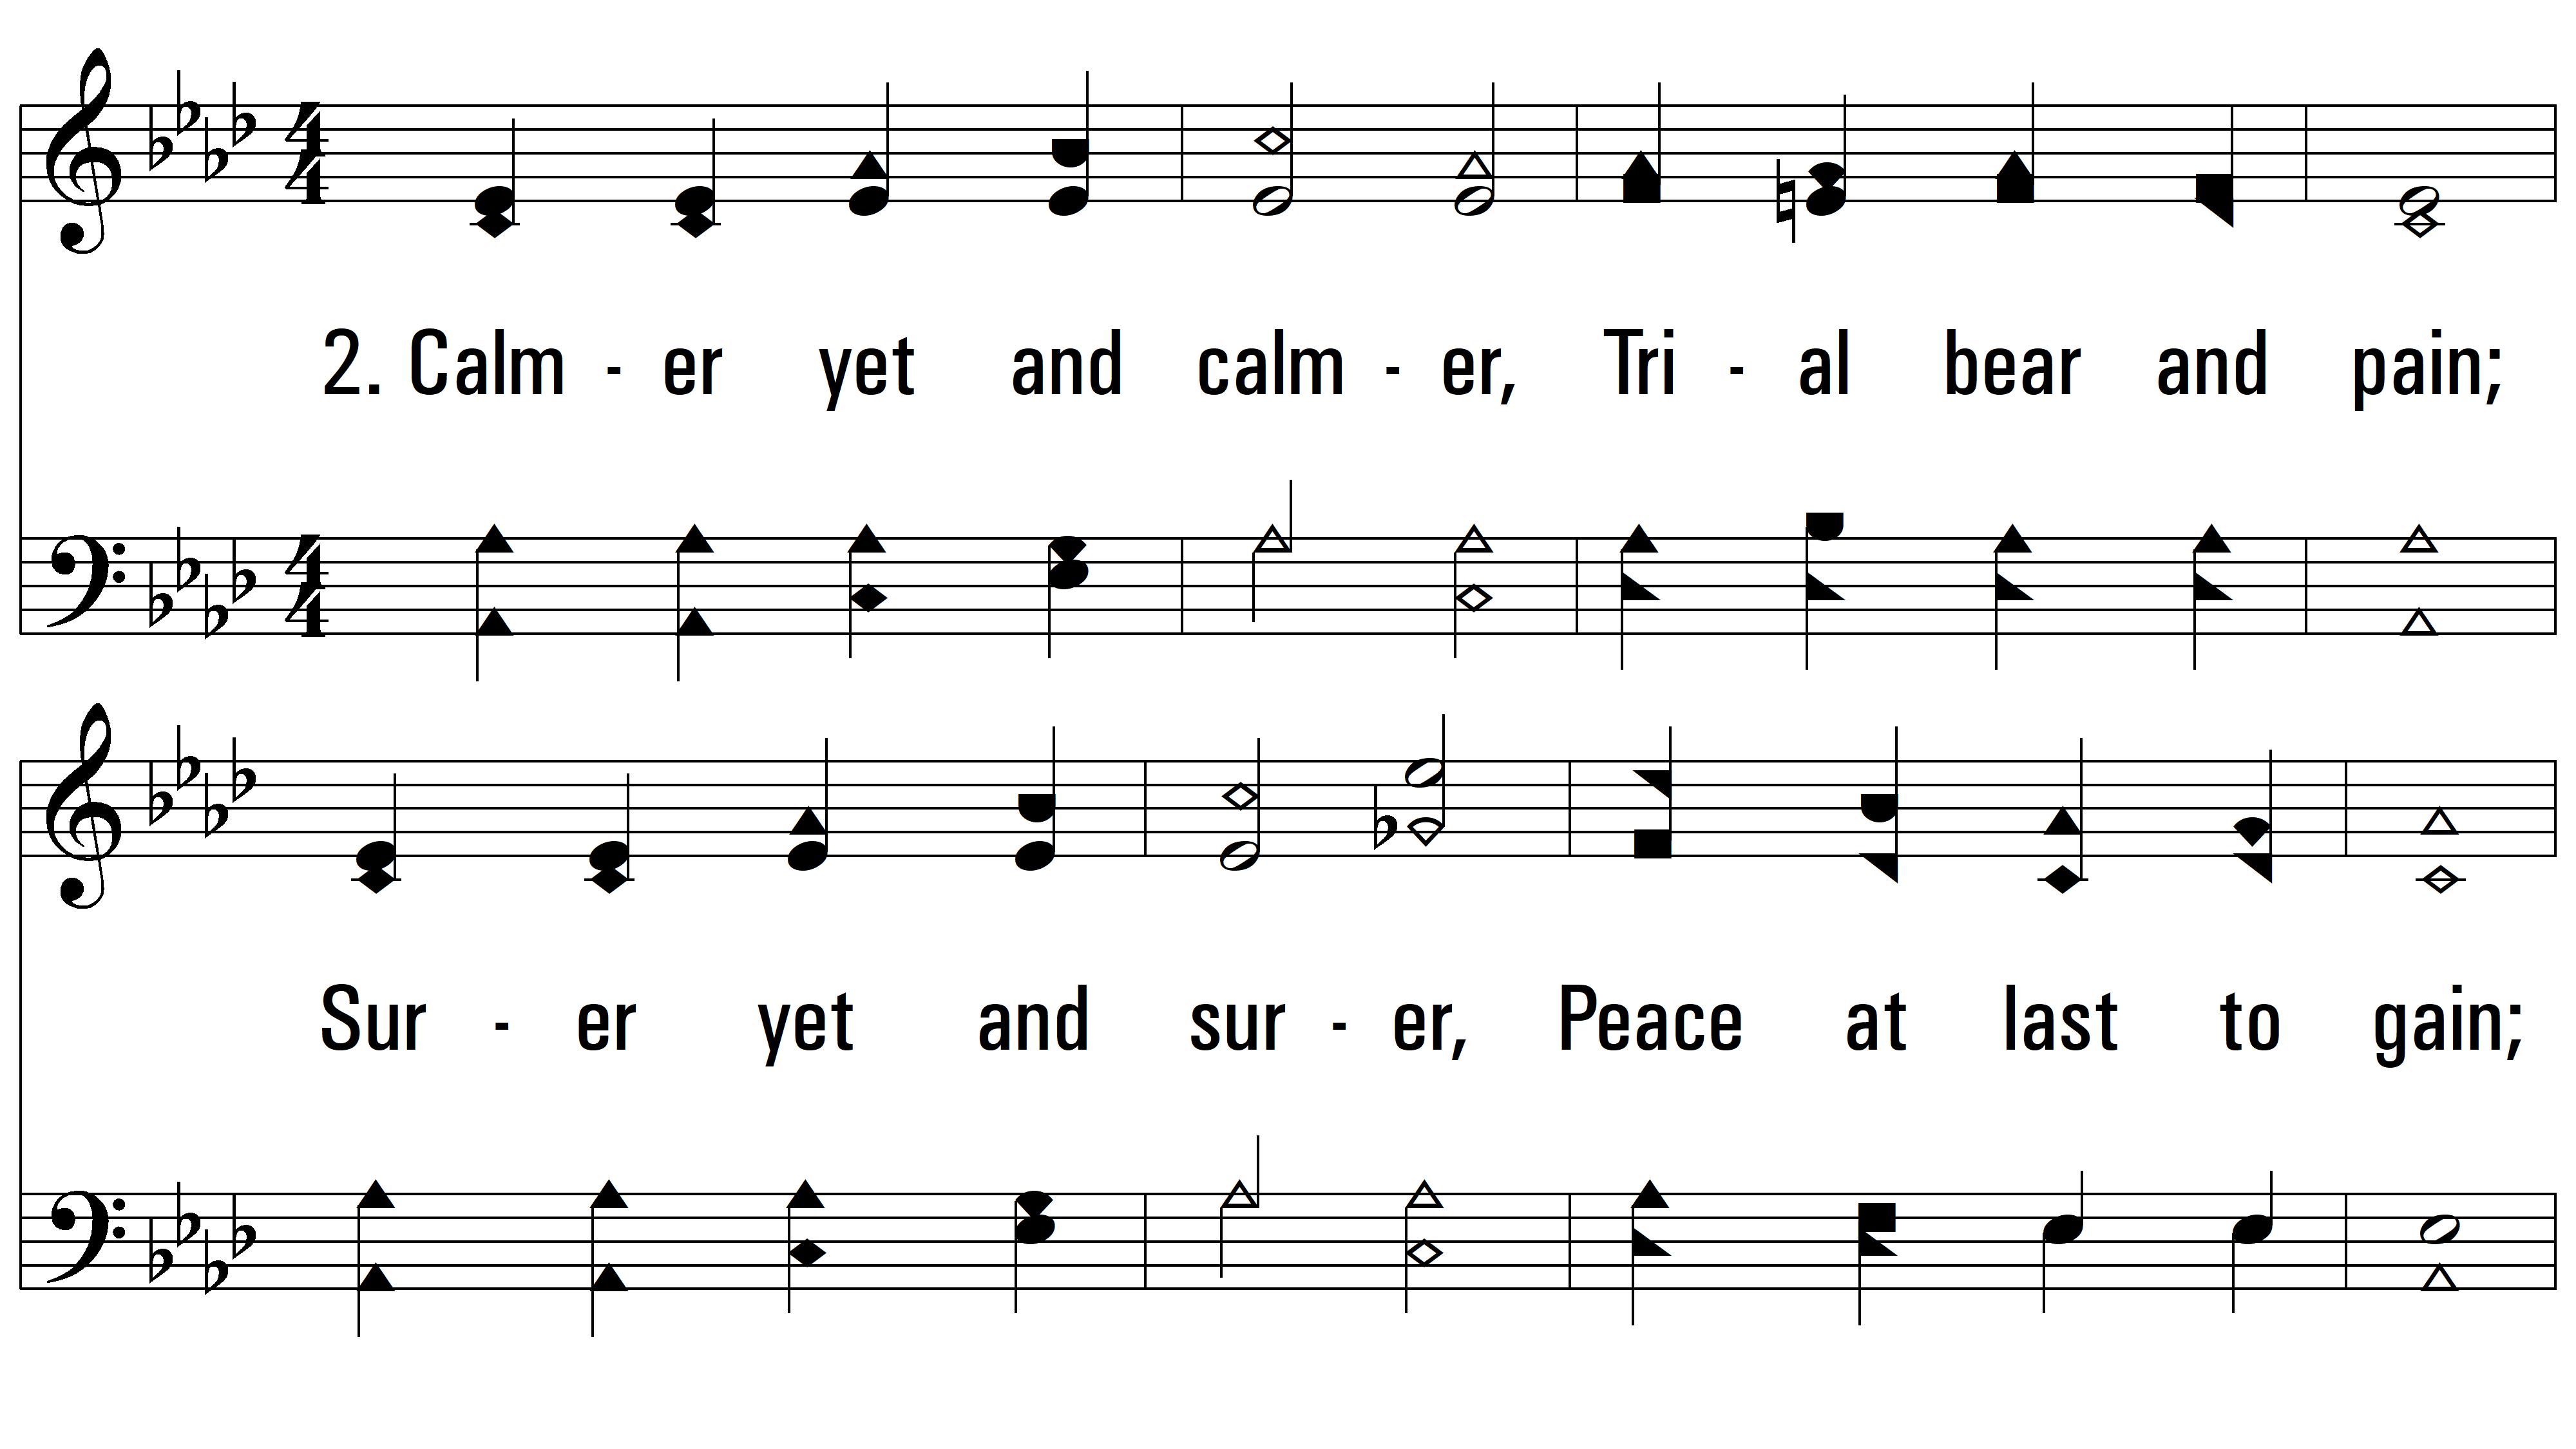 2. Calm - er yet and calm - er, Tri - al bear and pain;
Sur - er yet and sur - er, Peace at last to gain;